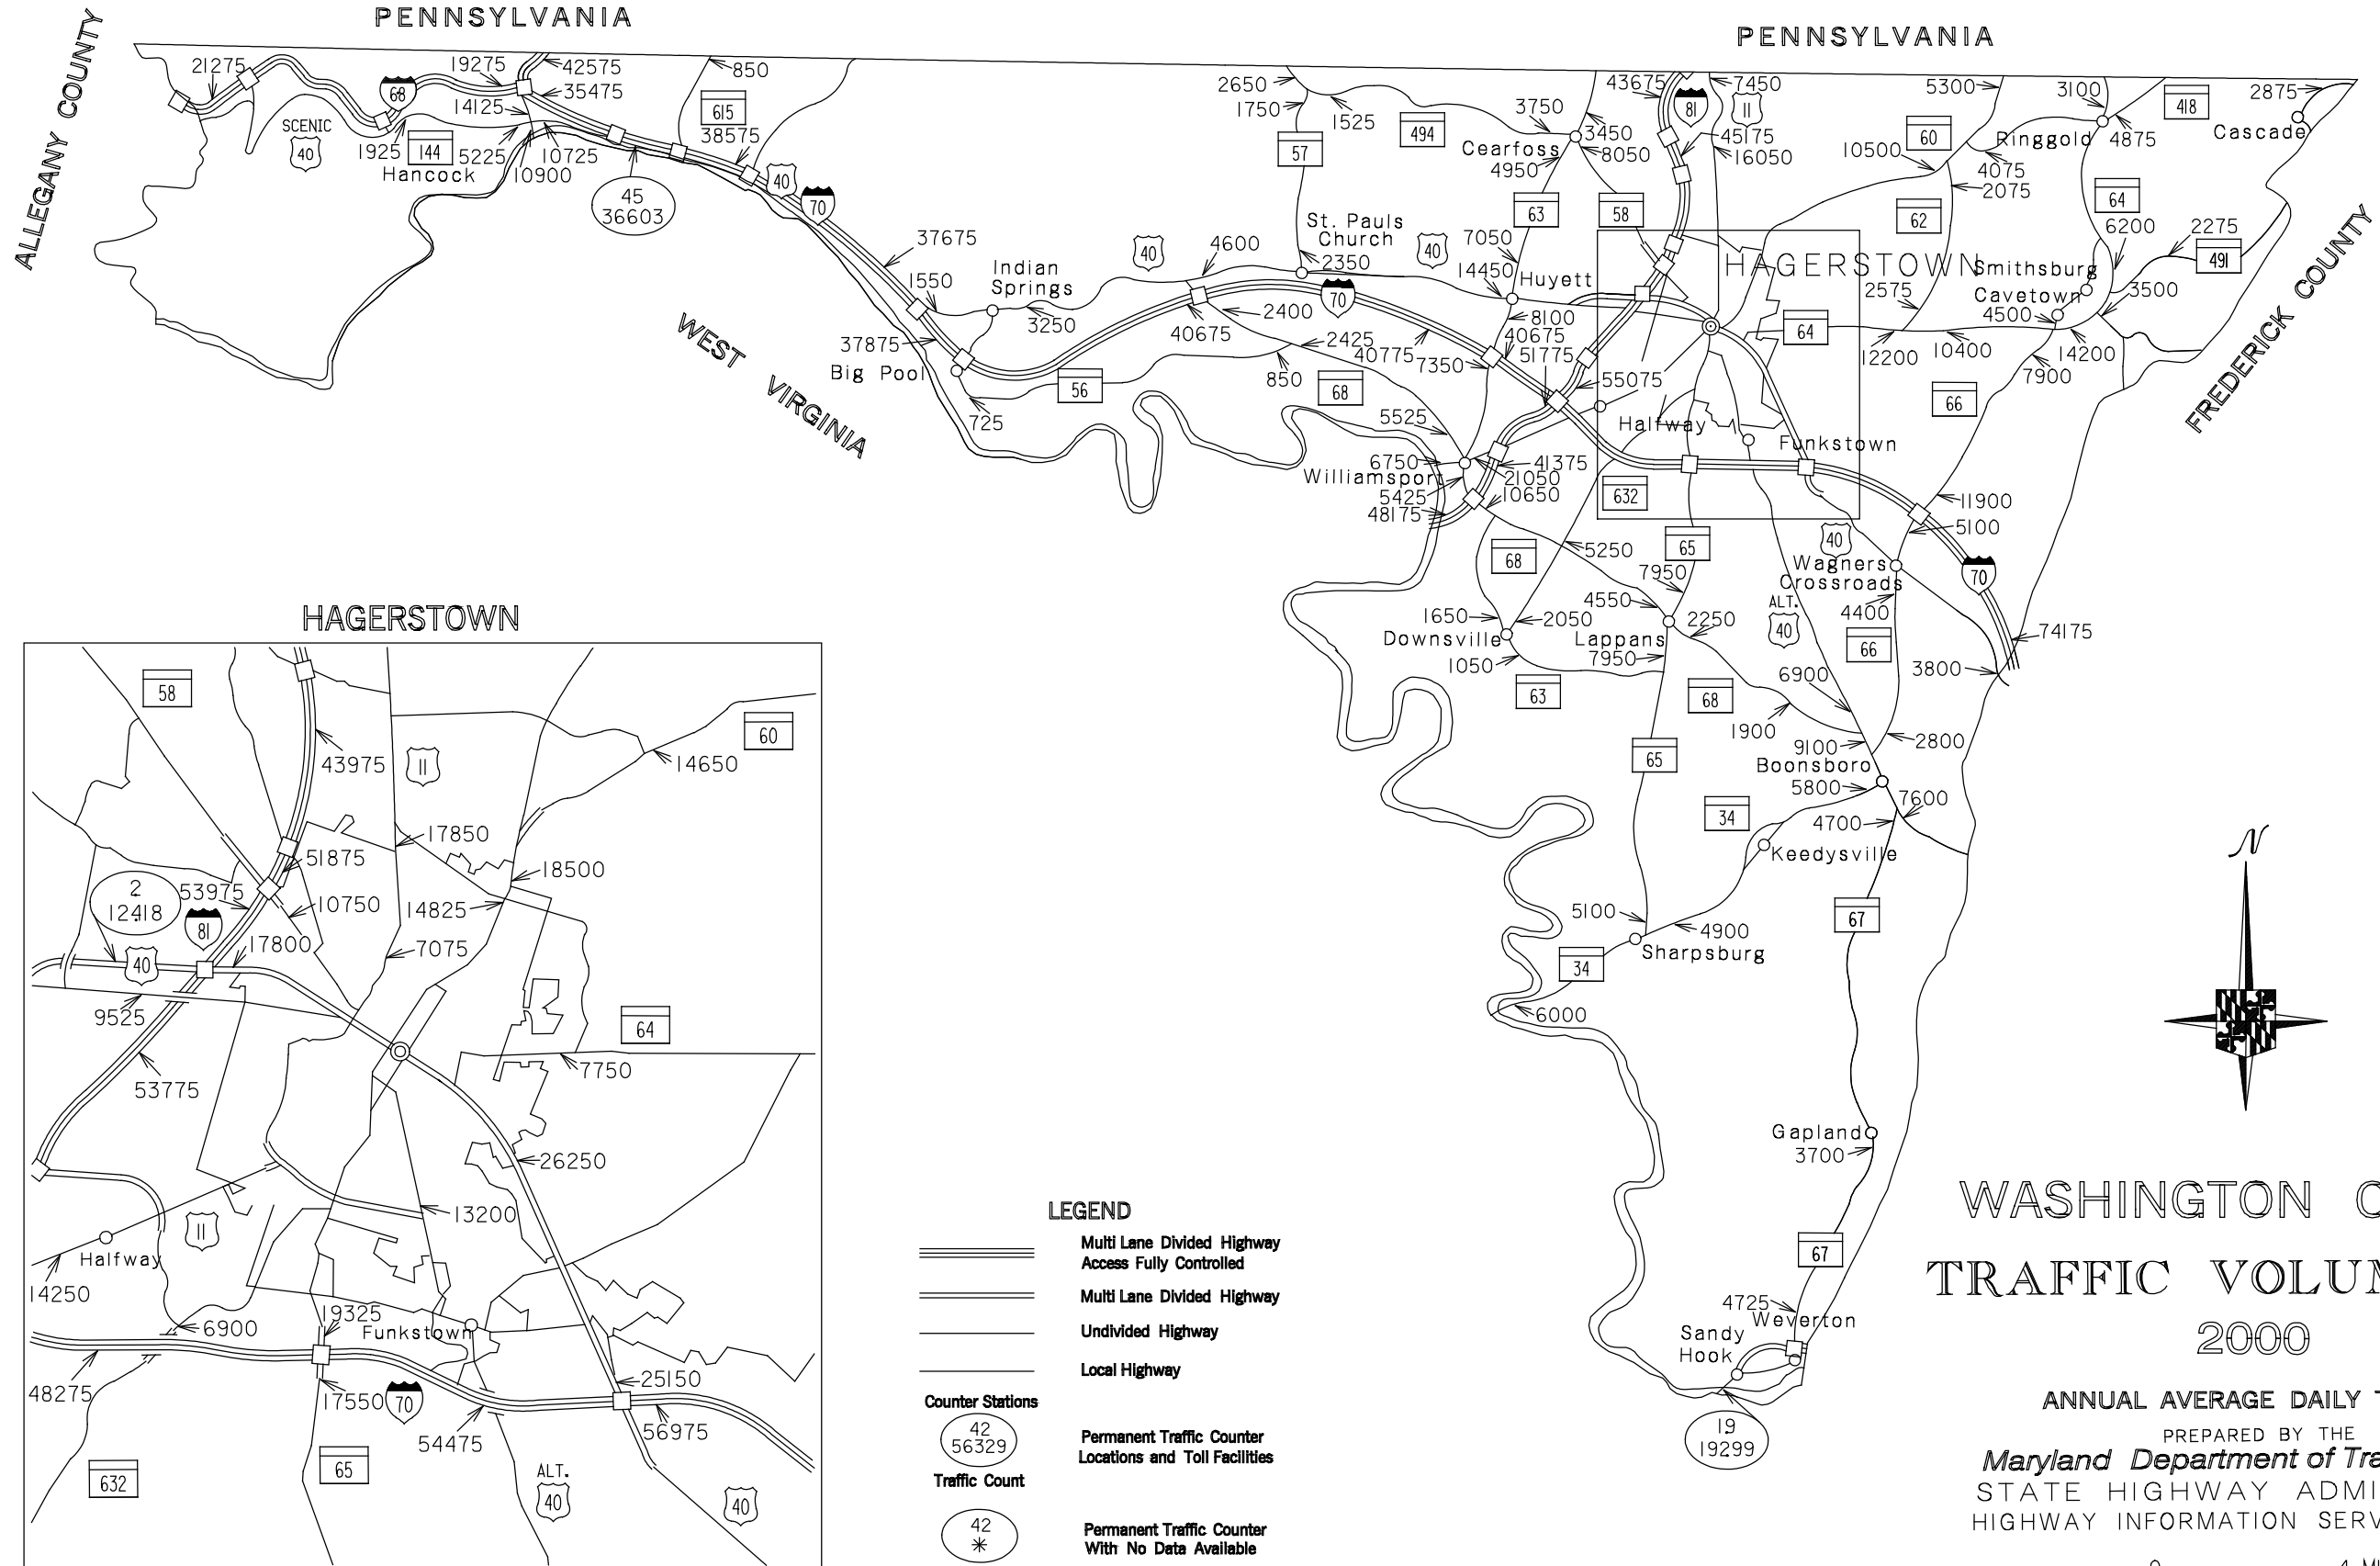 PENNSYLVANIA
PENNSYLVANIA
ALLEGANY COUNTY
21275
68
19275
42575
35475
14125
850
615
38575
SCENIC
40
1925
144
5225
Hancock
10725
10900
45
36603
40
70
37675
1550
Indian
Springs
3250
37875
Big Pool
725
56
WEST VIRGINIA
2650
1750
1525
57
494
3750
Cearfoss
3450
8050
4950
63
58
43675
81
11
7450
45175
16050
St. Pauls
Church
2350
40
4600
40
7050
14450
Huyett
70
2400
40675
2425
850
68
40775
8100
40675
7350
51775
55075
5525
6750
Williamsport
5425
48175
41375
21050
10650
Halfway
Funkstown
632
HAGERSTOWN
5300
60
10500
3100
Ringgold
4875
4075
2075
62
418
2875
Cascade
64
6200
2275
491
Smithsburg
Cavetown
2575
4500
3500
64
12200
10400
14200
7900
66
FREDERICK COUNTY
11900
5100
40
Wagners
Crossroads
70
4400
66
ALT.
40
74175
3800
68
5250
65
7950
4550
1650
2050
2250
Downsville
Lappans
1050
7950
63
68
6900
1900
9100
2800
Boonsboro
5800
7600
65
34
4700
Keedysville
5100
4900
67
Sharpsburg
34
6000
Gapland
3700
67
4725
Weverton
Sandy
Hook
19
19299
N
HAGERSTOWN
58
60
43975
11
14650
17850
51875
18500
2
12418
53975
81
10750
14825
17800
7075
40
9525
64
7750
53775
26250
13200
11
Halfway
14250
19325
6900
Funkstown
25150
48275
17550
70
54475
56975
632
65
ALT.
40
40
LEGEND
Multi Lane Divided Highway
Access Fully Controlled
Multi Lane Divided Highway
Undivided Highway
Local Highway
Counter Stations
42
56329
Permanent Traffic Counter
Locations and Toll Facilities
Traffic Count
42
*
Permanent Traffic Counter
With No Data Available
WASHINGTON C
TRAFFIC VOLUM
2000
ANNUAL AVERAGE DAILY T
PREPARED BY THE
Maryland Department of Tra
STATE HIGHWAY ADMI
HIGHWAY INFORMATION SERV